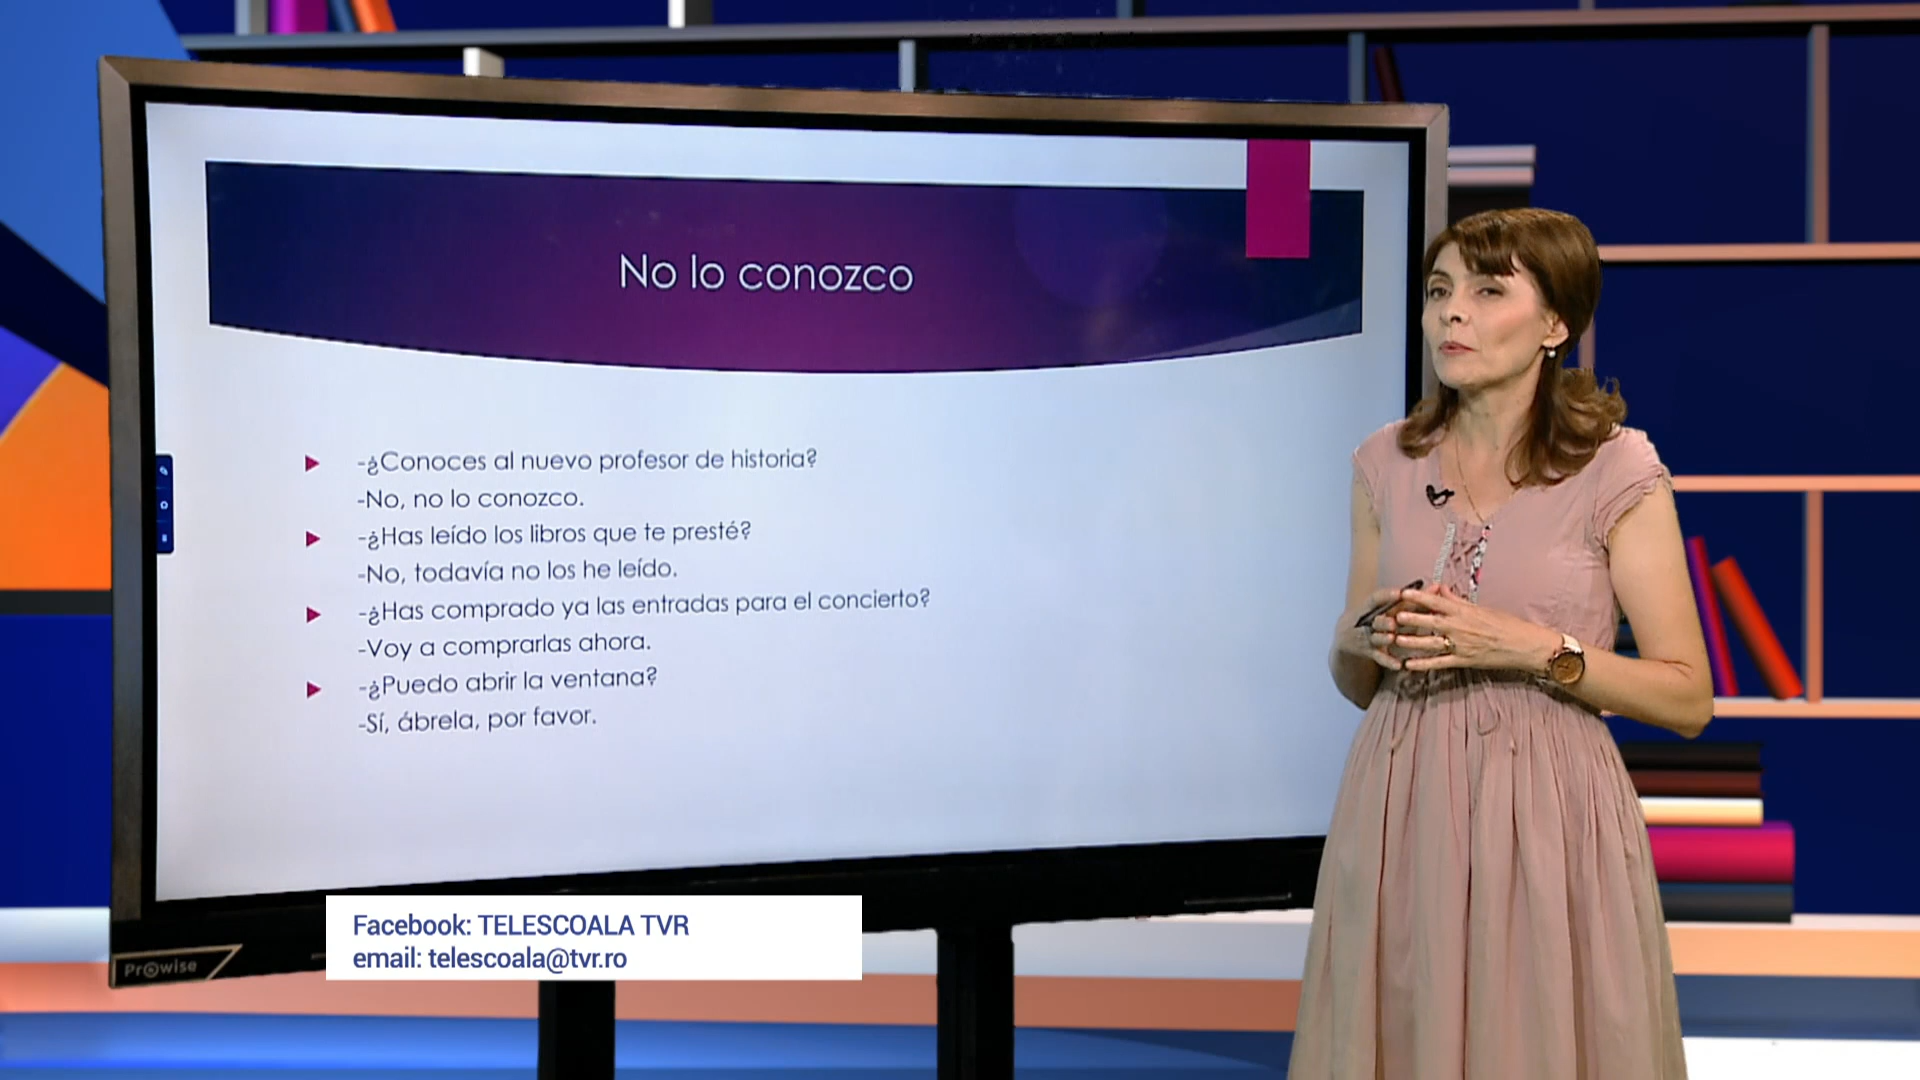 No lo conozco
-¿Conoces al nuevo profesor de historia?
-No, no lo conozco.
-¿Has leído los libros que te presté?
-No, todavía no los he leído.
-¿Has comprado ya las entradas para el concierto?
-Voy a comprarlas ahora.
-¿Puedo abrir la ventana?
-Sí, ábrela, por favor.
Facebook: TELESCOALA TVR
email: telescoala@tvr.ro
Prowise